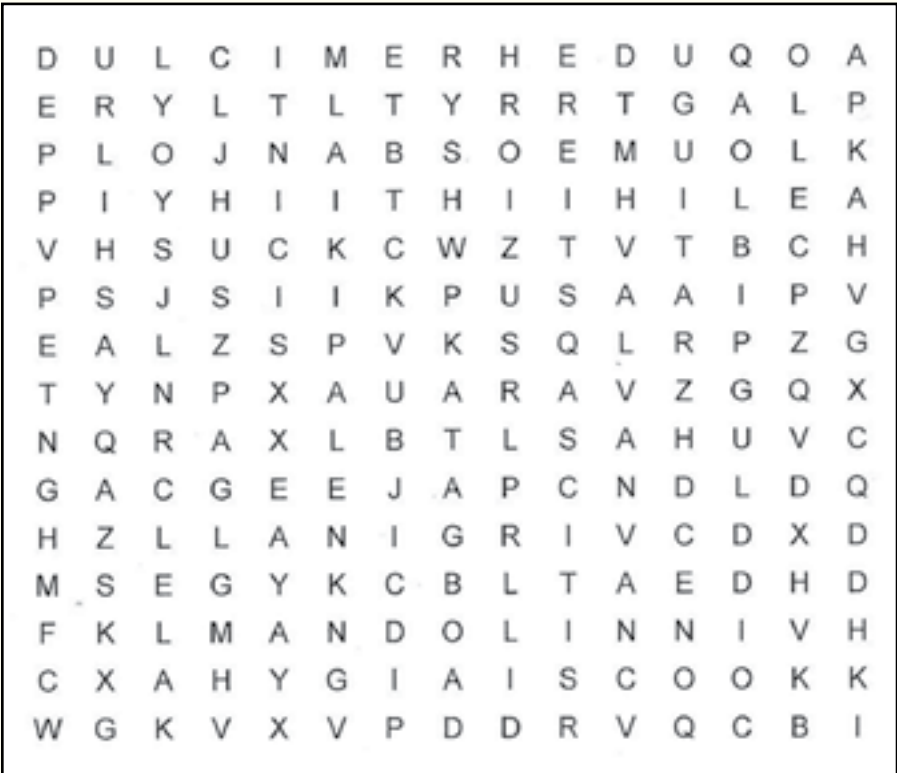 D U L C I M E R H E D U Q O A
E R Y L T L T Y R R T G A L P
P L O J N A B S O E M U O L K
P I Y H I I T H I I H I L E A
V H S U C K C W Z T V T B C H
P S J S I I K P U S A A I P V
E A L Z S P V K S Q L R P Z G
T Y N P X A U A R A V Z G Q X
N Q R A X L B T L S A H U V C
G A C G E E J A P C N D L D Q
H Z L L A N I G R I V C D X D
M S E G Y K C B L T A E D H D
F K L M A N D O L I N N I V H
C X A H Y G I A I S C O O K K
W G K V X V P D D R V Q C B I